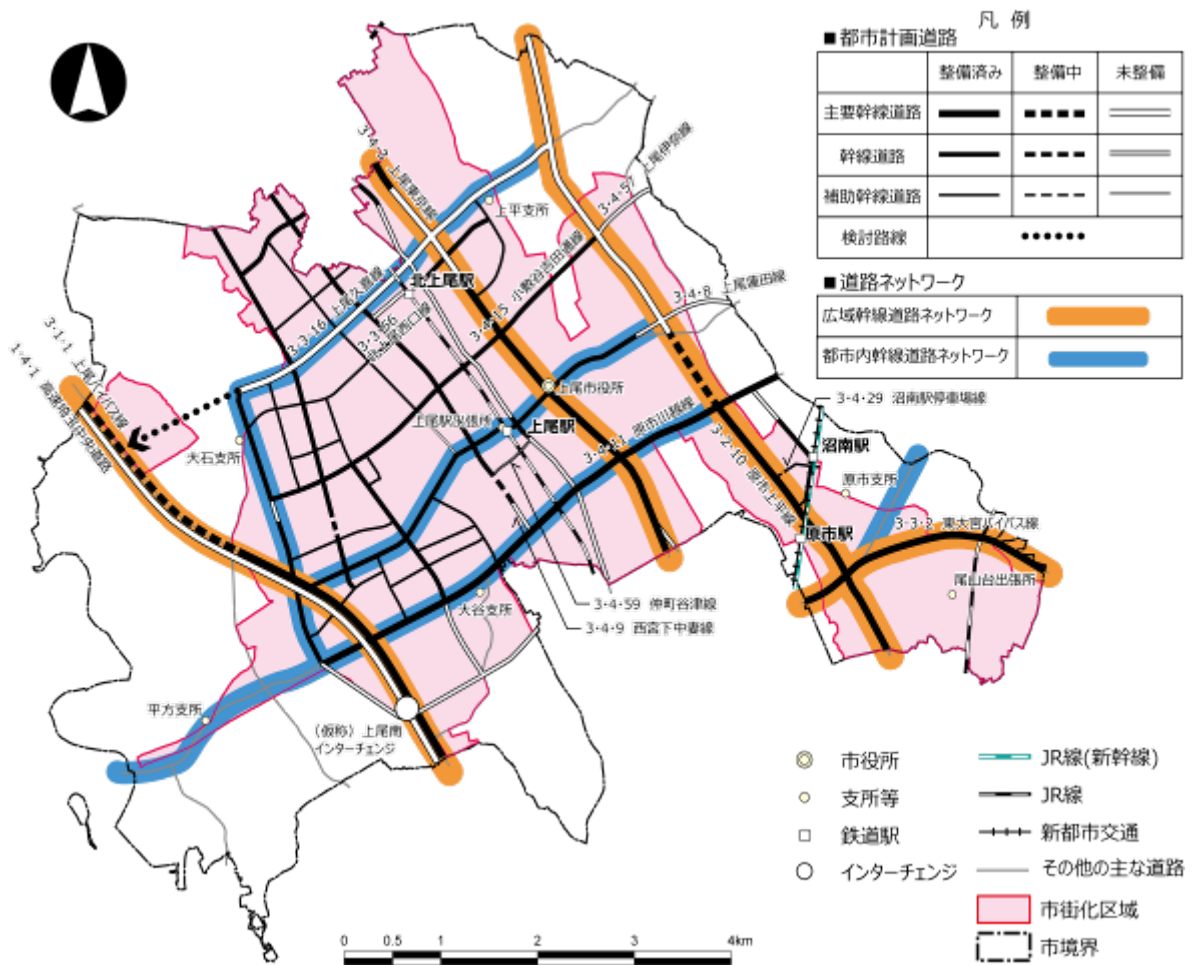 凡 例
■都市計画道路
整備済み 整備中 未整備
主要幹線道路
幹線道路
補助幹線道路
検討路線
■道路ネットワーク
広域幹線道路ネットワーク
都市内幹線道路ネットワーク
3・4・2 上尾東京線
上平支所
3・4・57 上尾伊奈線
北上尾駅
3・3・16 上尾久喜線
3・3・56
北上尾西口線
3・4・15 小敷谷吉田通線
3・4・8 上尾蓮田線
3・1・1 上尾バイパス線
1・4・1 高速埼玉中央道路
大石支所
上尾市役所
上尾駅出張所
上尾駅
3・4・11 原市川越線
3・4・29 沼南駅停車場線
沼南駅
3・2・10 原市上平線
原市支所
原市駅
3・3・2 東大宮バイパス線
尾山台出張所
大谷支所
3・4・59 仲町谷津線
3・4・9 西宮下中妻線
平方支所
(仮称) 上尾南
インターチェンジ
市役所
支所等
鉄道駅
インターチェンジ
JR線(新幹線)
JR線
新都市交通
その他の主な道路
市街化区域
市境界
0 0.5 1 2 3 4km